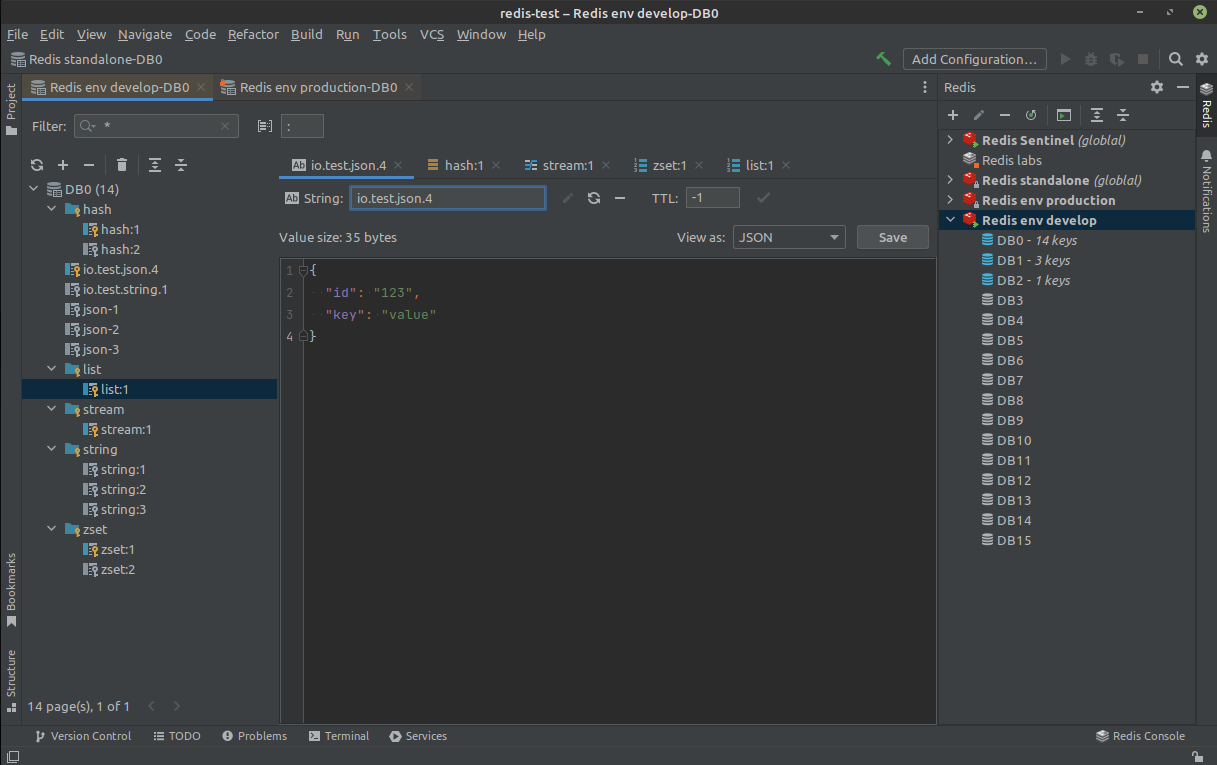 redis-test – Redis env develop-DB0
File Edit View Navigate Code Refactor Build Run Tools VCS Window Help
Redis standalone-DB0
Add Configuration...
Project
Redis env develop-DB0
Redis env production-DB0
Filter:
*
:
DB0 (14)
hash
hash:1
hash:2
io.test.json.4
io.test.string.1
json-1
json-2
json-3
list
list:1
stream
stream:1
string
string:1
string:2
string:3
zset
zset:1
zset:2
14 page(s), 1 of 1
Ab io.test.json.4
hash:1
stream:1
zset:1
list:1
Ab String: io.test.json.4
TTL: -1
Value size: 35 bytes
View as: JSON
Save
1 {
2 "id": "123",
3 "key": "value"
4 }
Redis
Redis Sentinel (globlal)
Redis labs
Redis standalone (globlal)
Redis env production
Redis env develop
DB0 - 14 keys
DB1 - 3 keys
DB2 - 1 keys
DB3
DB4
DB5
DB6
DB7
DB8
DB9
DB10
DB11
DB12
DB13
DB14
DB15
Redis
Notifications
Bookmarks
Structure
Version Control
TODO
Problems
Terminal
Services
Redis Console